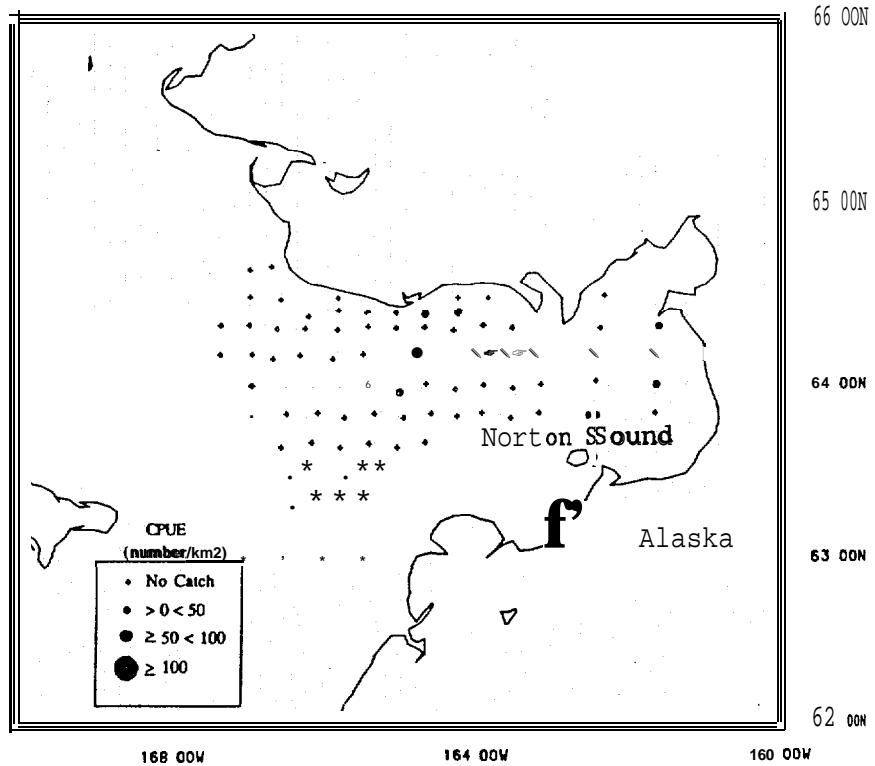 66 00N
65 00N
64 00N
Norton SSound
f’
Alaska
CPUE
(number/km2)
63 00N
No Catch
> 0 < 50
≥ 50 < 100
≥ 100
62 00N
168 00W 164 00W 160 00W